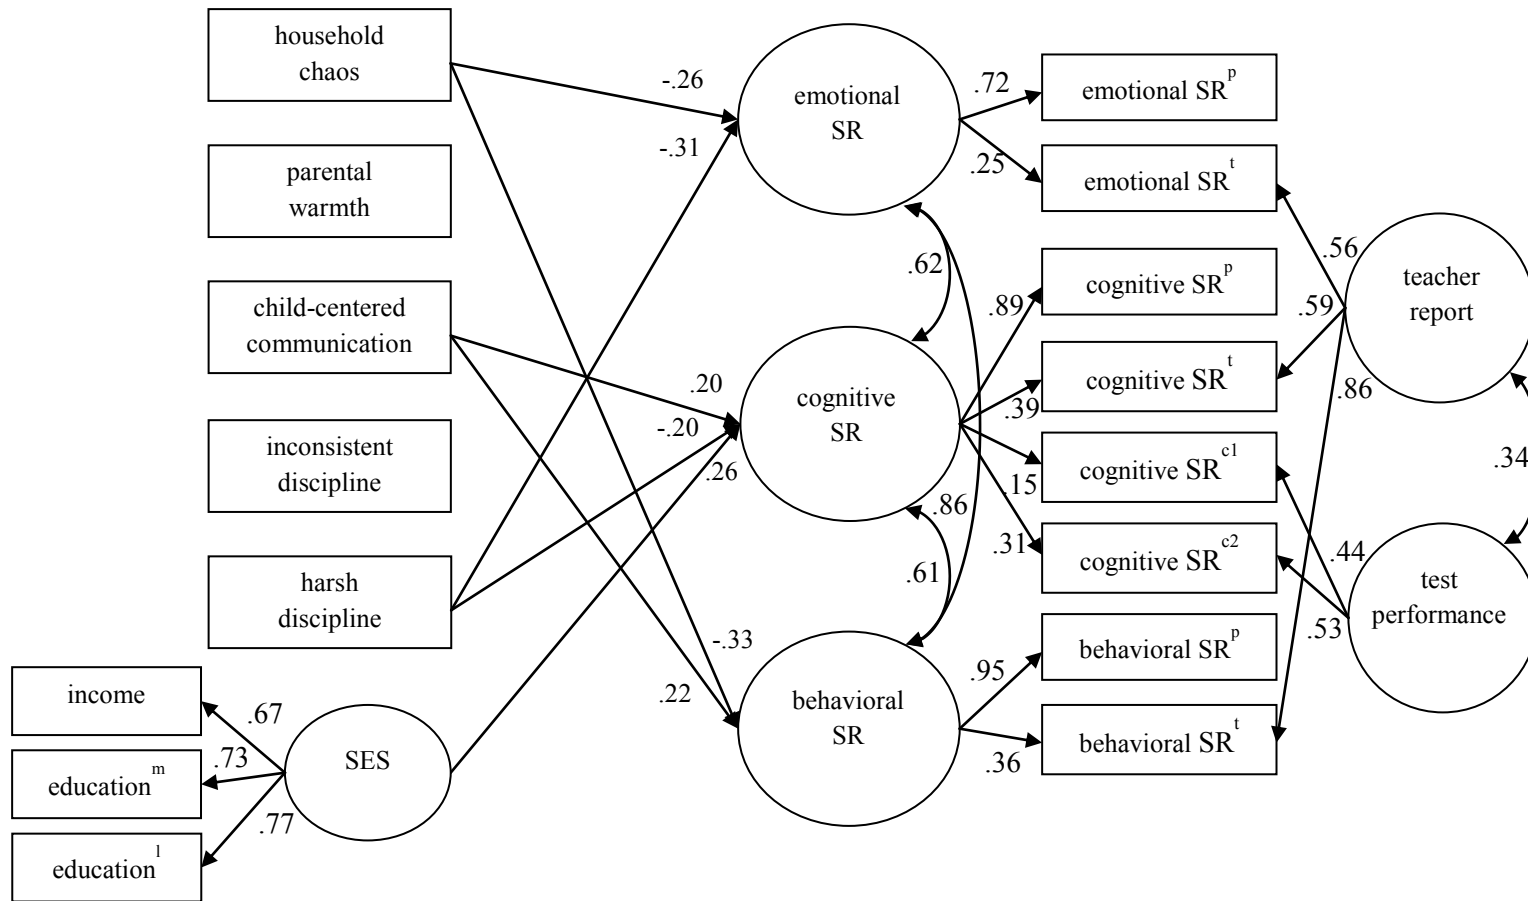 household
chaos
parental
warmth
child-centered
communication
inconsistent
discipline
harsh
discipline
income
education^m
education^l
SES
.67
.73
.77
-.26
-.31
.20
-.20
.26
-.33
.22
emotional
SR
cognitive
SR
behavioral
SR
.62
.86
.61
.72
.25
.89
.39
.15
.31
.95
.36
emotional SR^p
emotional SR^t
cognitive SR^p
cognitive SR^t
cognitive SR^c1
cognitive SR^c2
behavioral SR^p
behavioral SR^t
.56
.59
.86
.44
.53
teacher
report
.34
test
performance